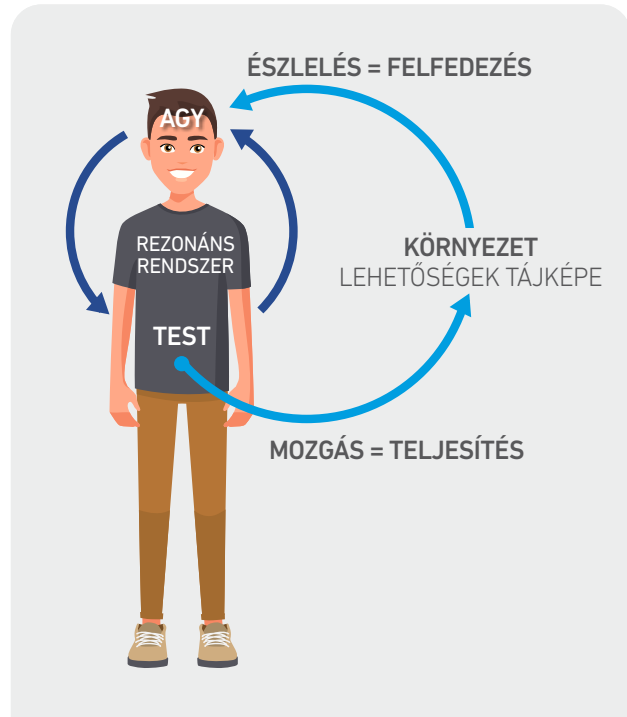 ÉSZLELÉS = FELFEDEZÉS
AGY
REZONÁNS
RENDSZER
KÖRNYEZET
LEHETŐSÉGEK TÁJKÉPE
TEST
MOZGÁS = TELJESÍTÉS